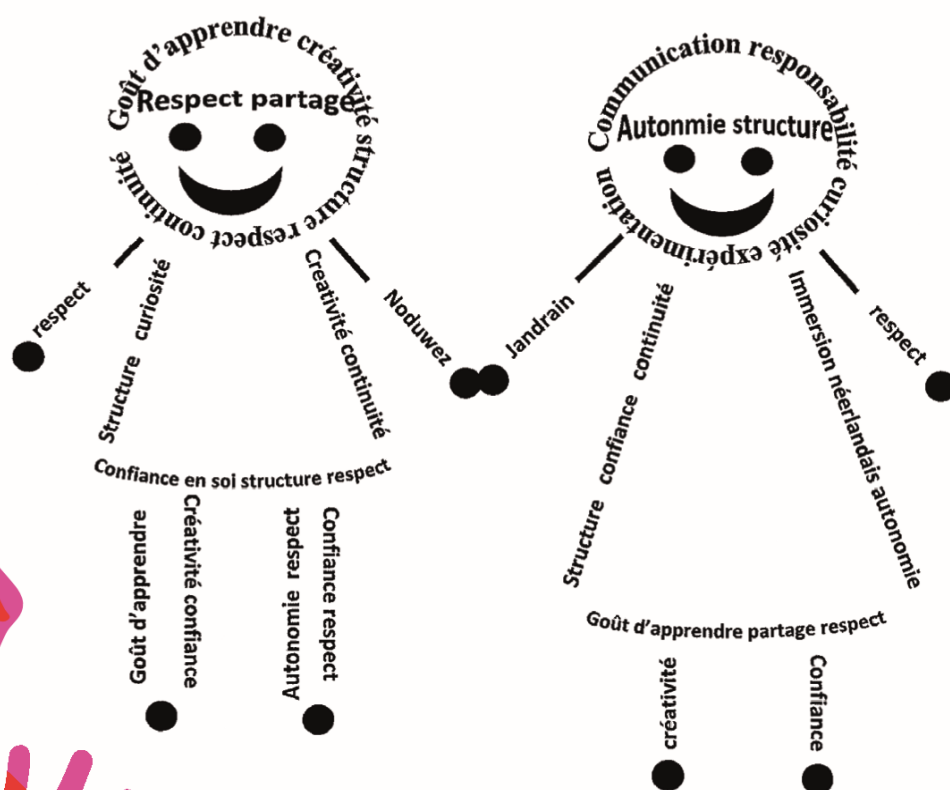 Goût d'apprendre créativité structure respect continuité
Respect partage
respect
Structure curiosité
Creativité continuité
Noduwez
Confiance en soi structure respect
Goût d'apprendre
Créativité confiance
Autonomie respect
Confiance respect
Communication responsabilité curiosité expérimentation
Autonmie structure
Jandrain
Structure confiance continuité
Immersion néerlandais autonomie
respect
Goût d'apprendre partage respect
créativité
Confiance